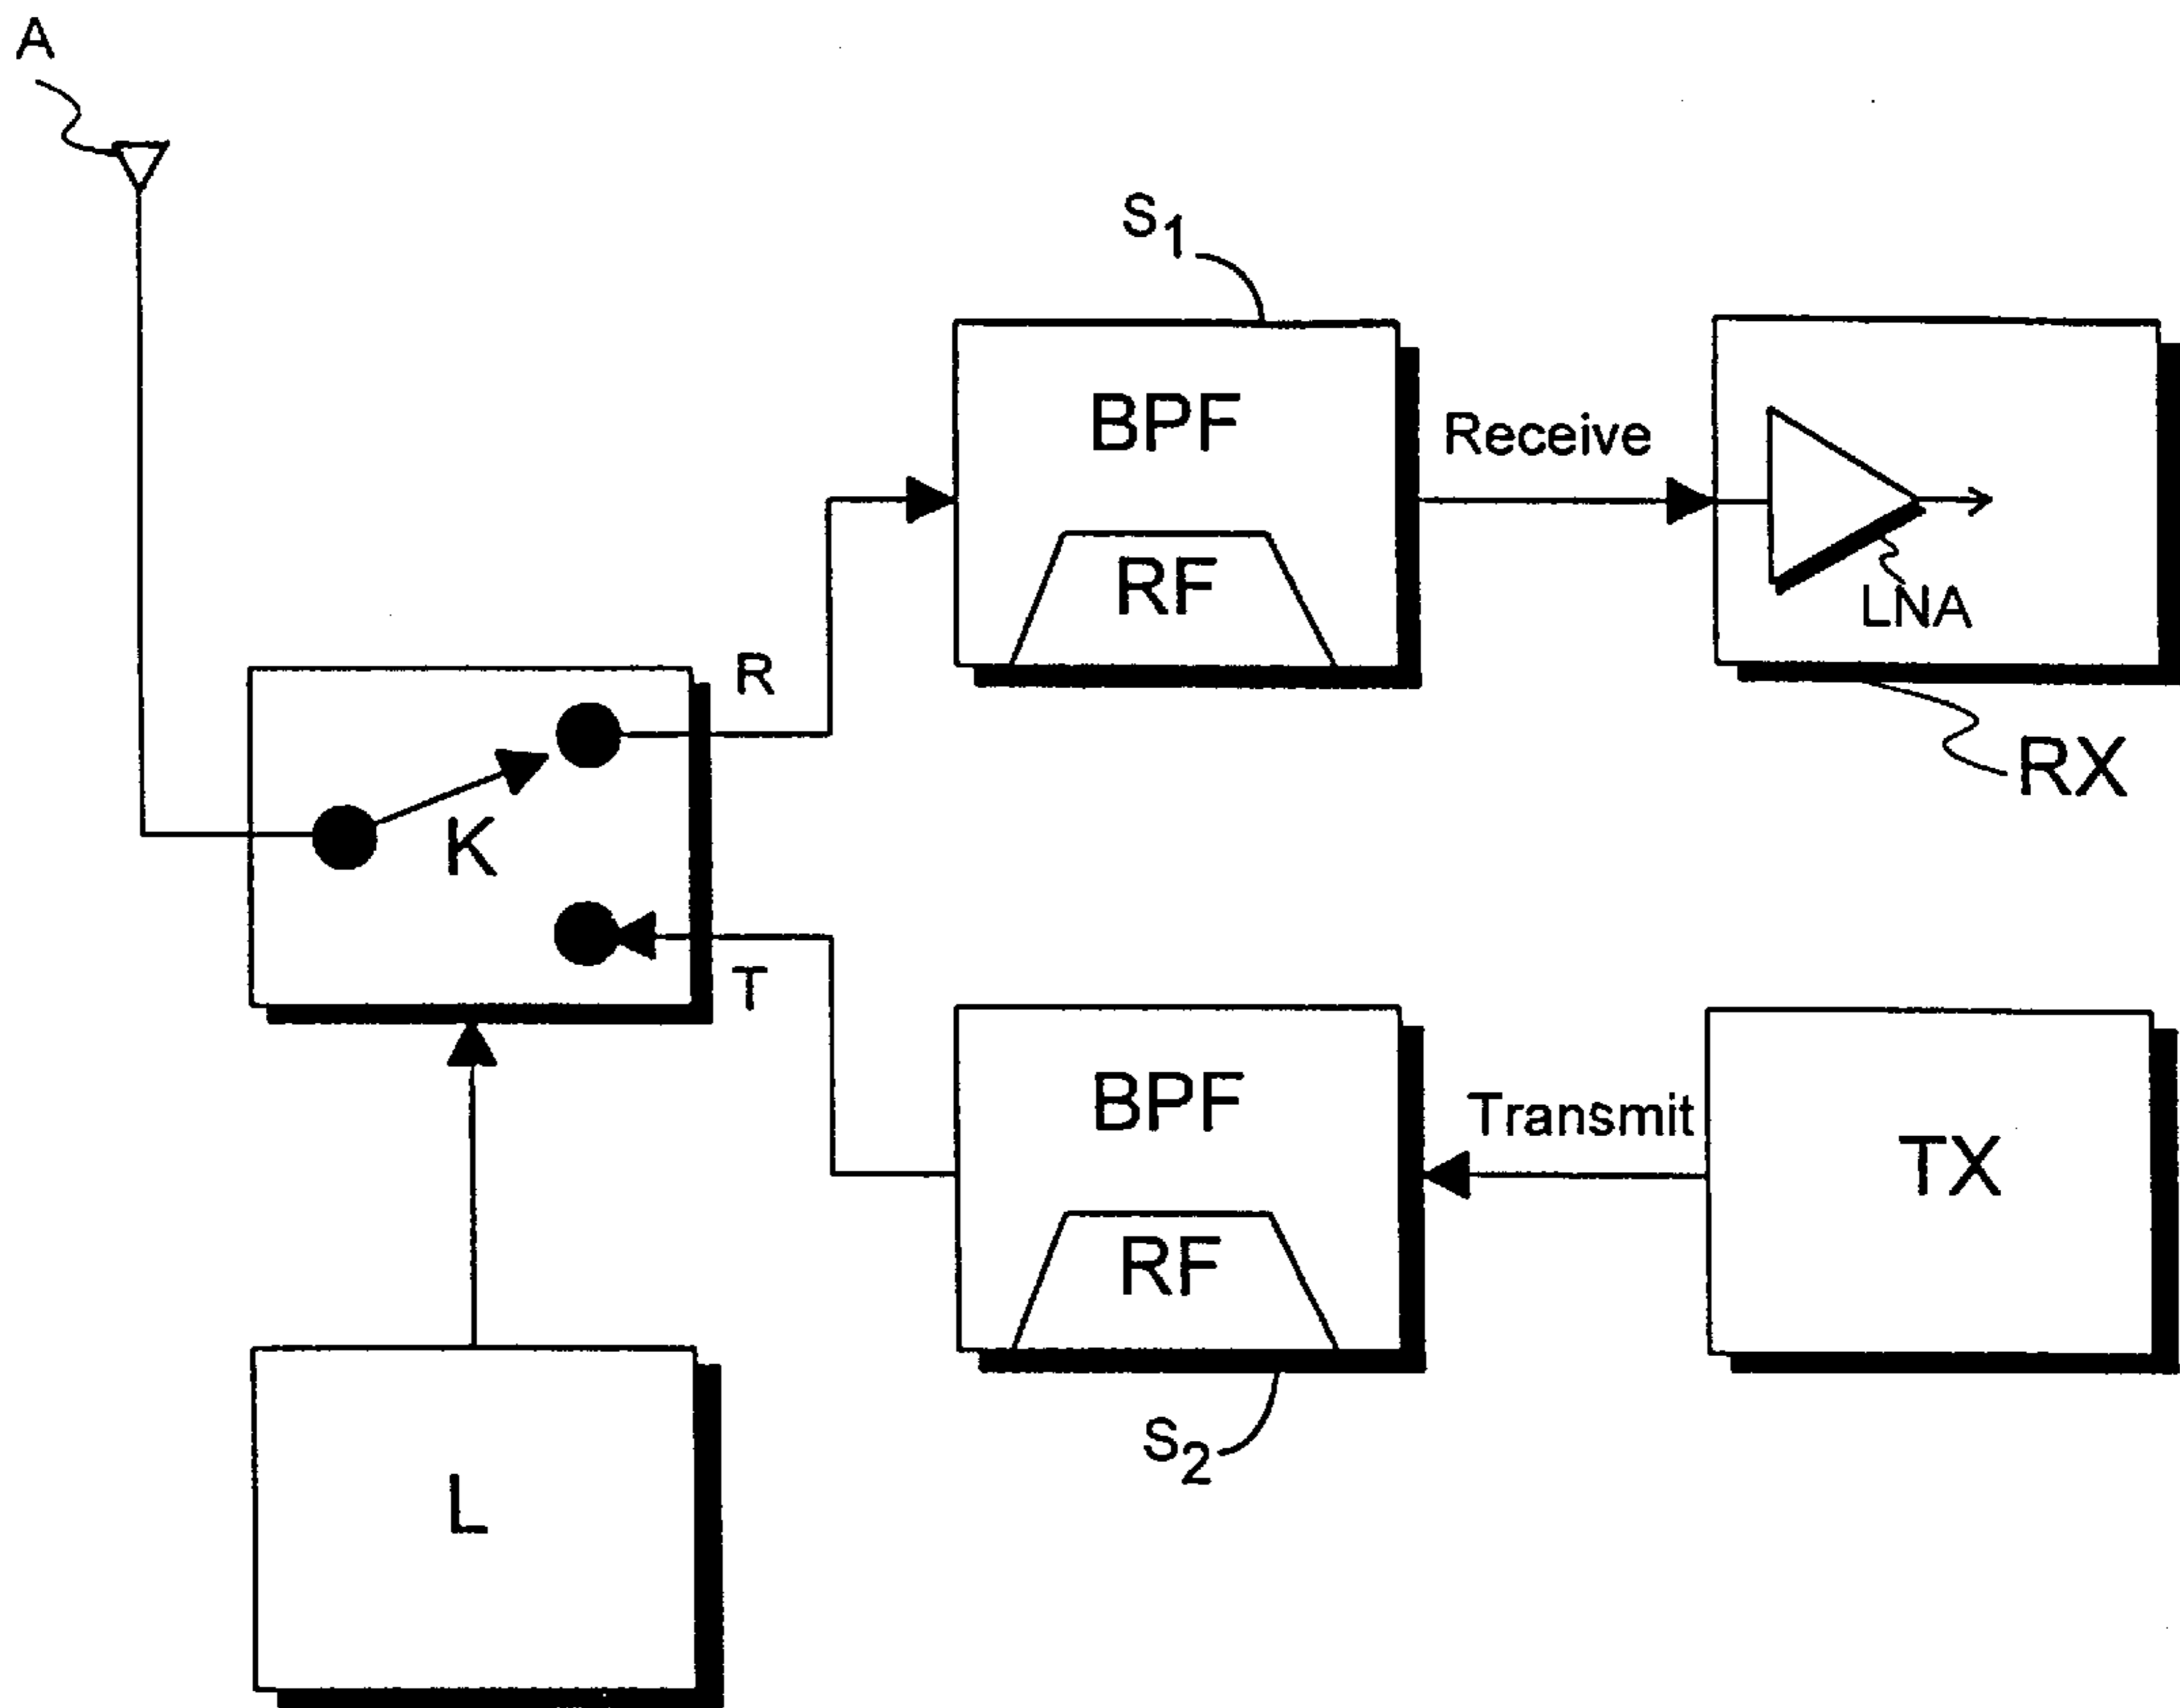 A
S1
BPF
RF
Receive
LNA
RX
R
K
T
BPF
RF
Transmit
TX
S2
L